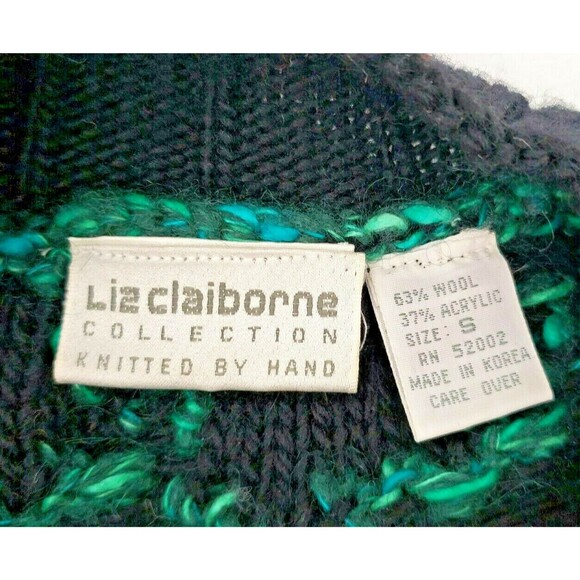 Liz claiborne
COLLECTION
KNITTED BY HAND
63% WOOL
37% ACRYLIC
SIZE: S
RN 52002
MADE IN KOREA
CARE OVER